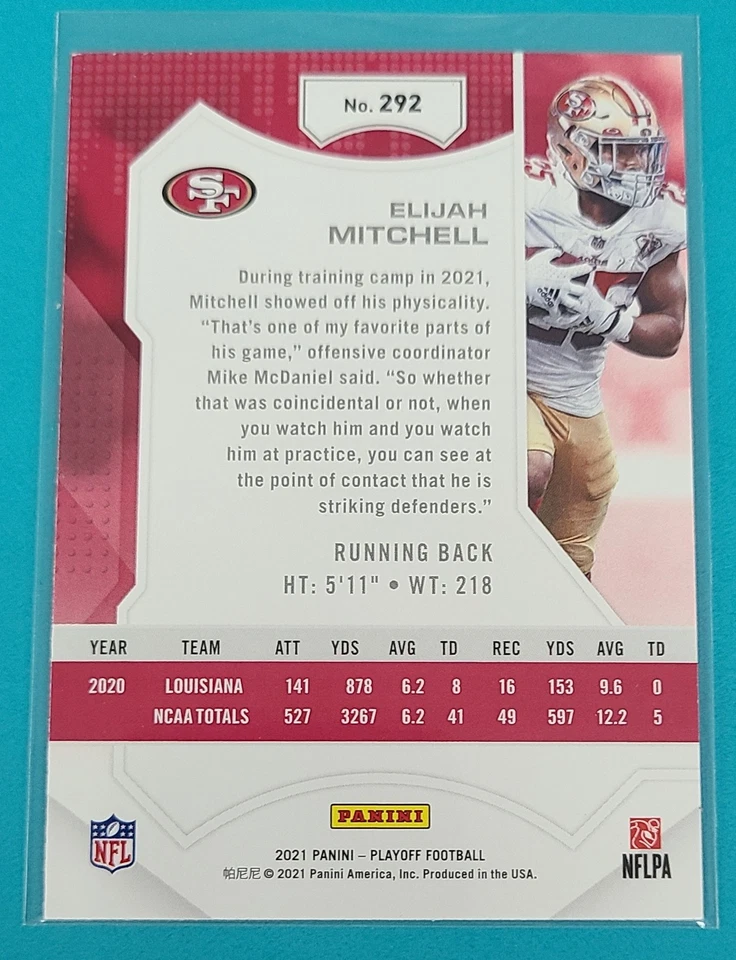 No. 292
SF
ELIJAH
MITCHELL
During training camp in 2021,
Mitchell showed off his physicality.
“That’s one of my favorite parts of
his game,” offensive coordinator
Mike McDaniel said. “So whether
that was coincidental or not, when
you watch him and you watch
him at practice, you can see at
the point of contact that he is
striking defenders.”
RUNNING BACK
HT: 5'11" • WT: 218
YEAR TEAM ATT YDS AVG TD REC YDS AVG TD
2020 LOUISIANA 141 878 6.2 8 16 153 9.6 0
NCAA TOTALS 527 3267 6.2 41 49 597 12.2 5
PANINI
NFL
2021 PANINI – PLAYOFF FOOTBALL
帕尼尼 © 2021 Panini America, Inc. Produced in the USA.
NFLPA